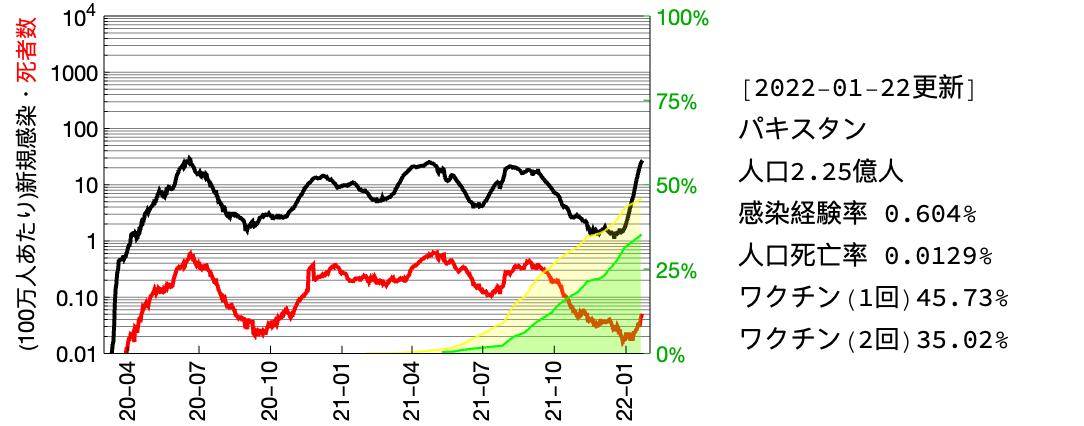 (100万人あたり)新規感染・死者数
10^4
1000
100
10
1
0.10
0.01
100%
75%
50%
25%
0%
20-04
20-07
20-10
21-01
21-04
21-07
21-10
22-01
[2022-01-22更新]
パキスタン
人口2.25億人
感染経験率 0.604%
人口死亡率 0.0129%
ワクチン(1回)45.73%
ワクチン(2回)35.02%